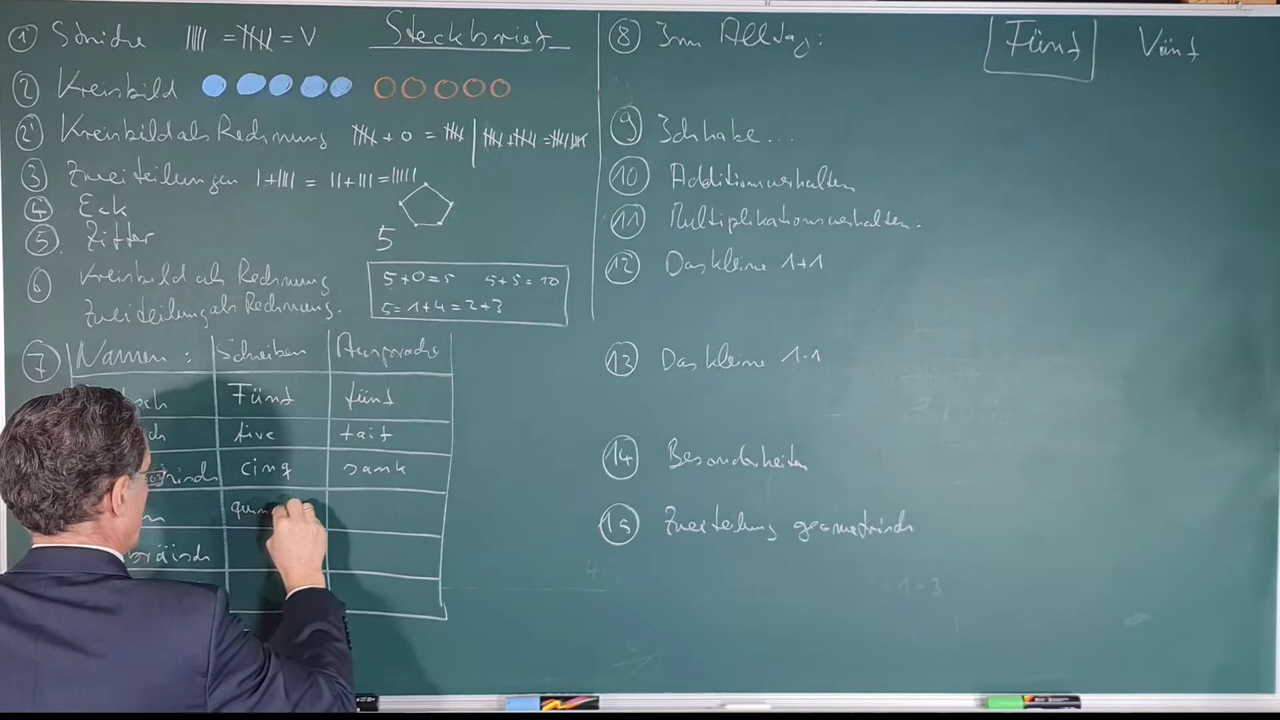 1 Striche |||| = 𝍸 = V
Steckbrief
2 Kreisbild
2' Kreisbild als Rechnung + 0 =
3 Zweiteilungen | + |||| = || + ||| = |||||
4 Eck
5. Ziffer 5
6 Kreisbild als Rechnung
Zweiteilung als Rechnung.
5+0=5 5+5=10
5=1+4=2+3
7 Namen: Schreiben Aussprache
Fünf fünf
five faif
cinq sank
quin
8 Im Alltag:
Fünf Vünf
9 Ich habe...
10 Additionsverhalten
11 Multiplikationsverhalten.
12 Das kleine 1+1
13 Das kleine 1·1
14 Besonderheiten
15 Zweiteilung geometrisch